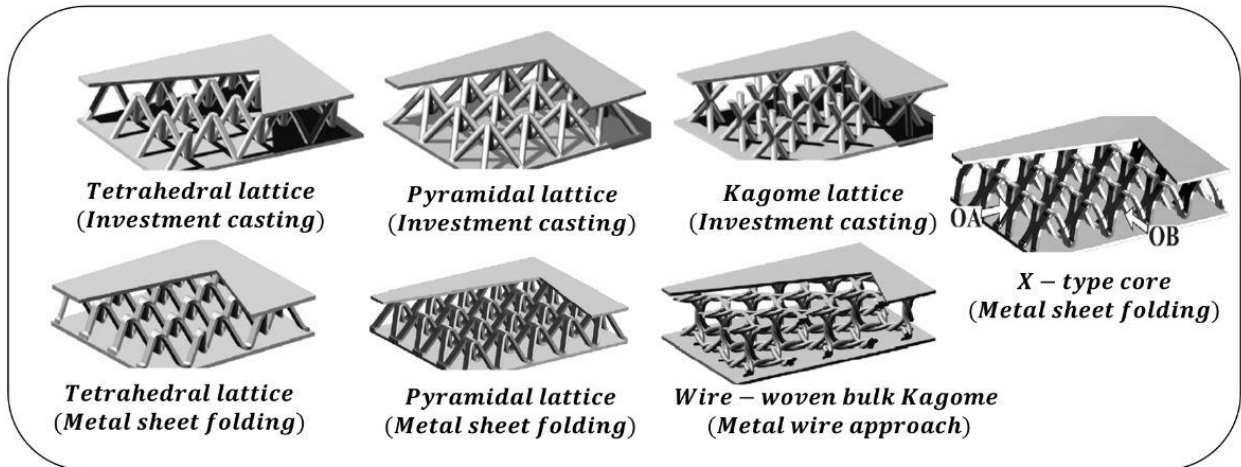 Tetrahedral lattice
(Investment casting)
Pyramidal lattice
(Investment casting)
Kagome lattice
(Investment casting)
OA
OB
X – type core
(Metal sheet folding)
Tetrahedral lattice
(Metal sheet folding)
Pyramidal lattice
(Metal sheet folding)
Wire – woven bulk Kagome
(Metal wire approach)